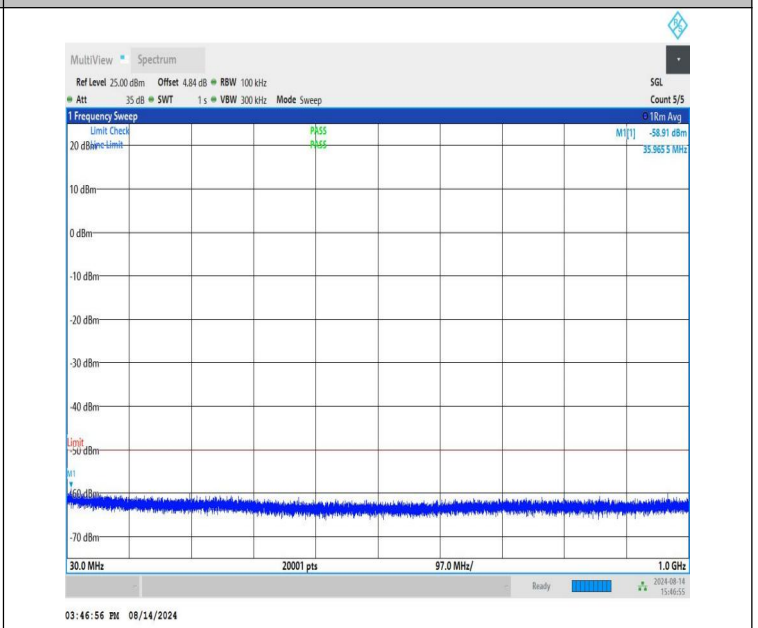 MultiView Spectrum
Ref Level 25.00 dBm Offset 4.84 dB RBW 100 kHz SGL
Att 35 dB SWT 1 s VBW 300 kHz Mode Sweep Count 5/5
1 Frequency Sweep 1Rm Avg
Limit Check PASS M1[1] -58.91 dBm
20 dBm Line Limit PASS 35.965 5 MHz
10 dBm
0 dBm
-10 dBm
-20 dBm
-30 dBm
-40 dBm
Limit
-50 dBm
M1
-60 dBm
-70 dBm
30.0 MHz 20001 pts 97.0 MHz/ 1.0 GHz
Ready 2024-08-14
15:46:55
03:46:56 PM 08/14/2024